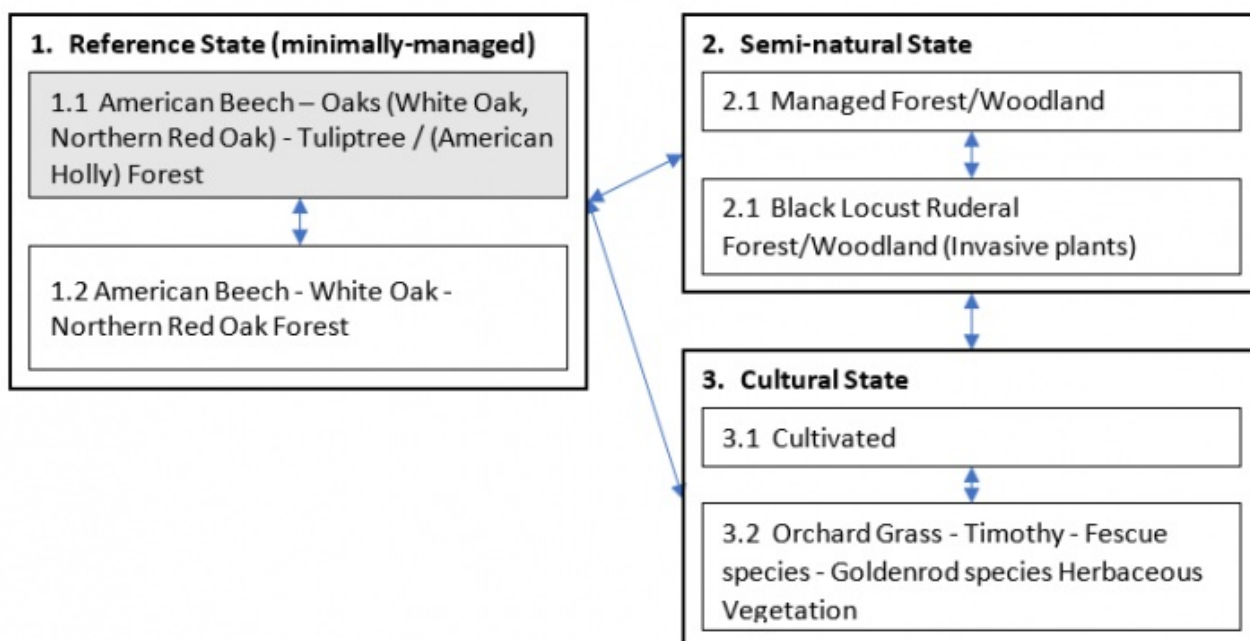 1. Reference State (minimally-managed)
1.1 American Beech – Oaks (White Oak,
Northern Red Oak) - Tuliptree / (American
Holly) Forest
1.2 American Beech - White Oak -
Northern Red Oak Forest
2. Semi-natural State
2.1 Managed Forest/Woodland
2.1 Black Locust Ruderal
Forest/Woodland (Invasive plants)
3. Cultural State
3.1 Cultivated
3.2 Orchard Grass - Timothy - Fescue
species - Goldenrod species Herbaceous
Vegetation